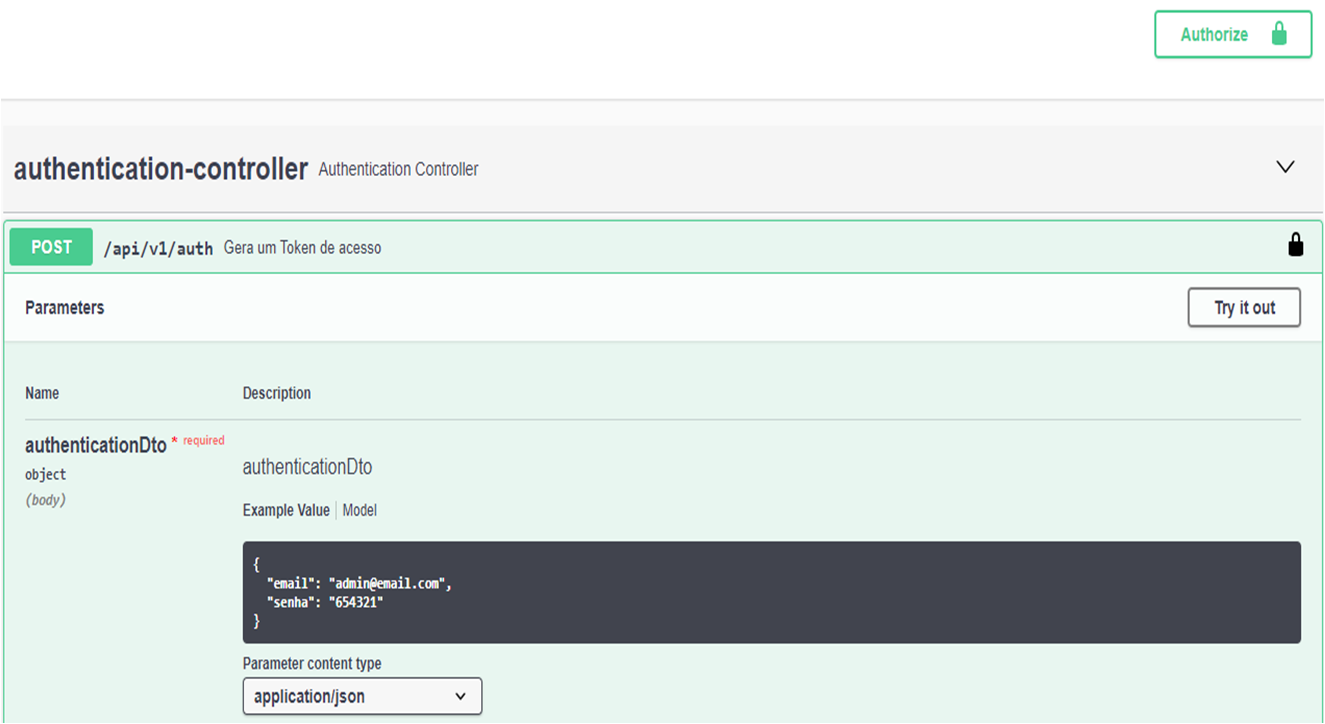 Authorize
authentication-controller Authentication Controller
POST /api/v1/auth Gera um Token de acesso
Parameters
Try it out
Name Description
authenticationDto * required
object
(body)
authenticationDto
Example Value | Model
{
"email": "admin@email.com",
"senha": "654321"
}
Parameter content type
application/json